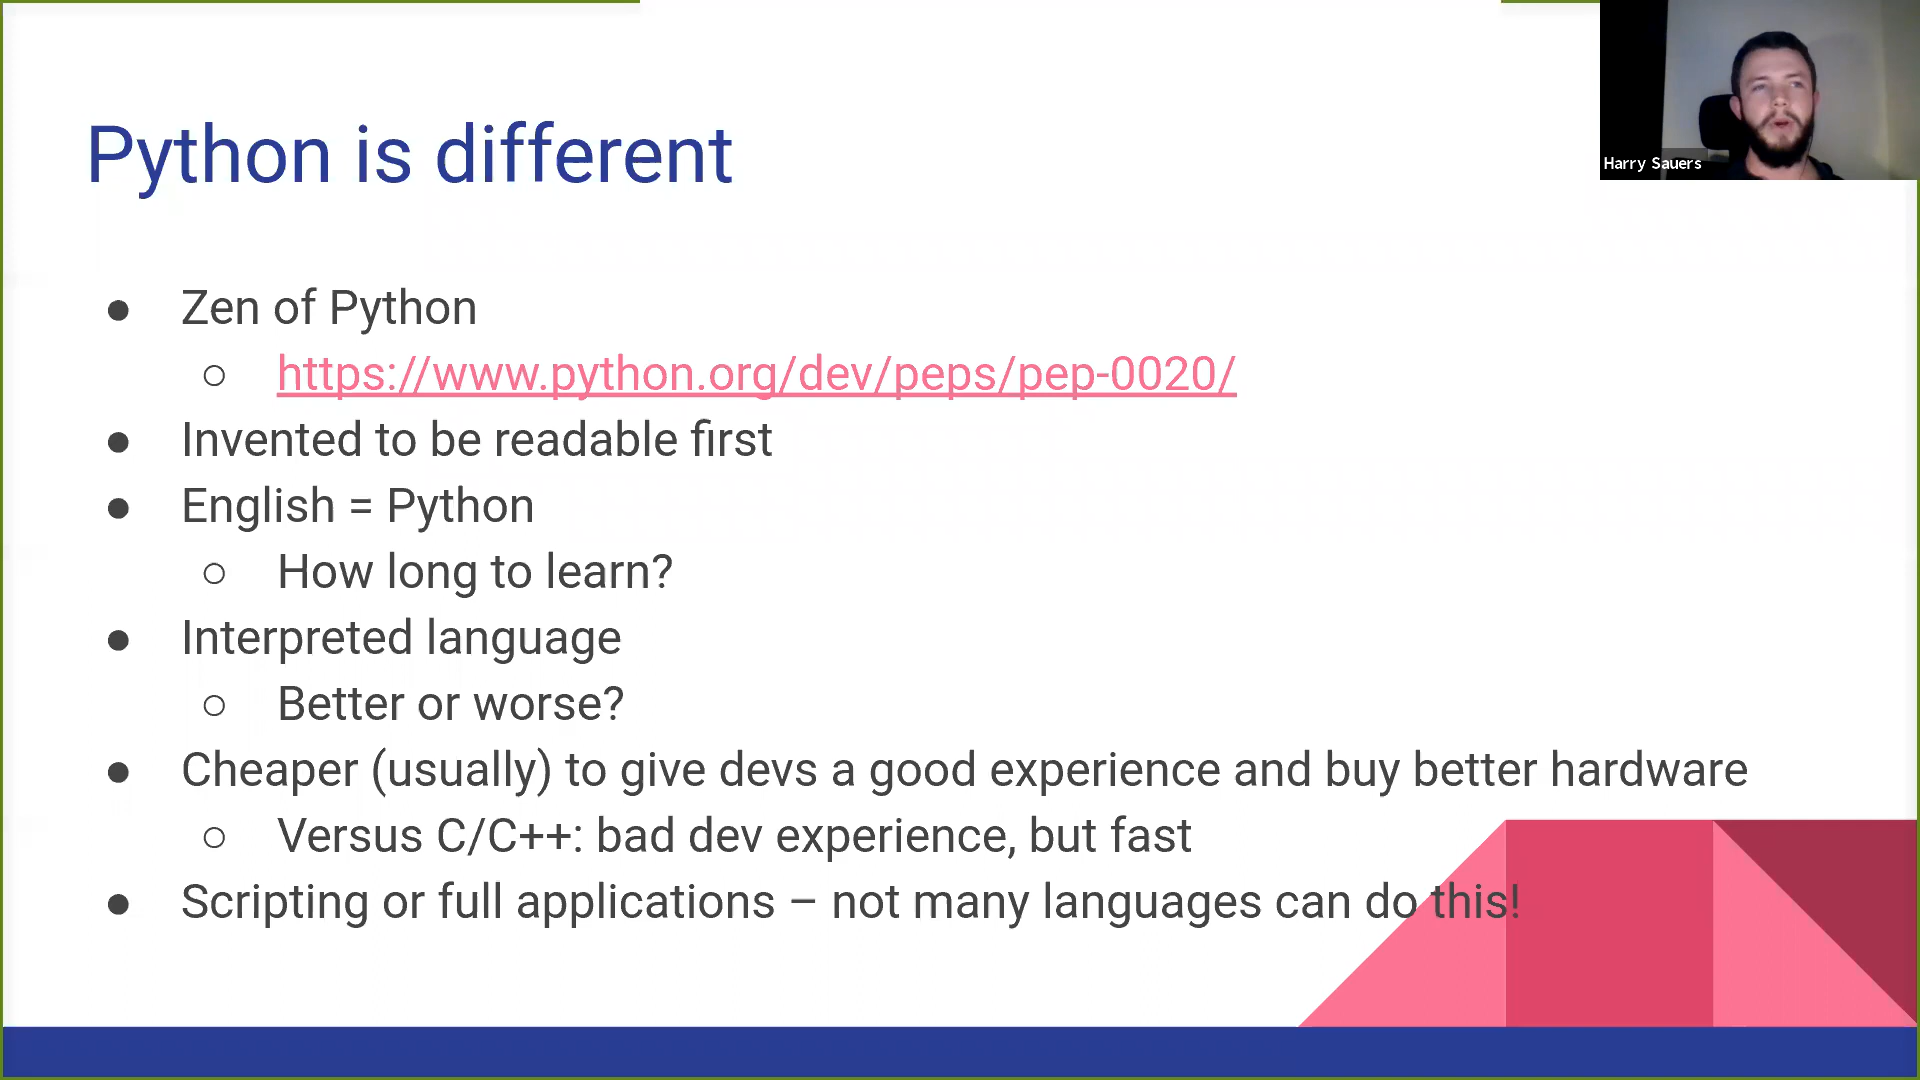 Python is different
Harry Sauers
● Zen of Python
○ https://www.python.org/dev/peps/pep-0020/
● Invented to be readable first
● English = Python
○ How long to learn?
● Interpreted language
○ Better or worse?
● Cheaper (usually) to give devs a good experience and buy better hardware
○ Versus C/C++: bad dev experience, but fast
● Scripting or full applications – not many languages can do this!